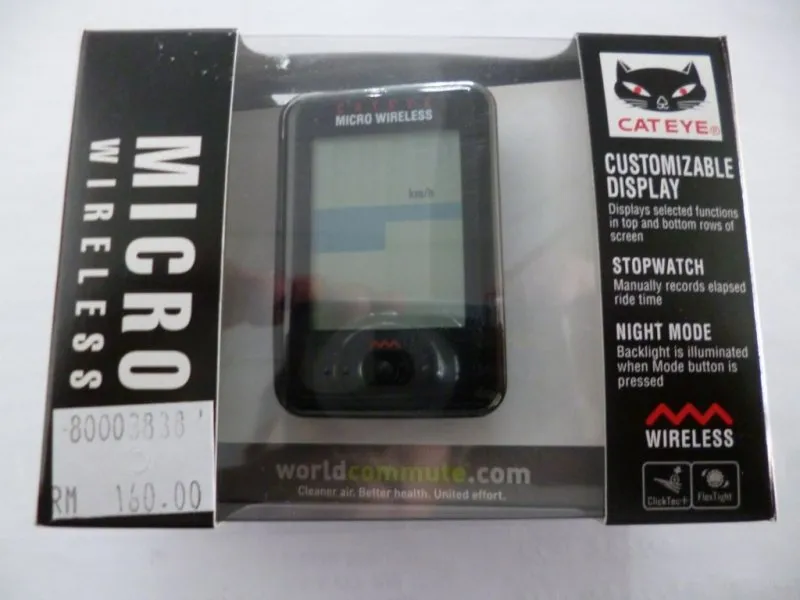 MICRO
WIRELESS
RM 160.00
CATEYE
MICRO WIRELESS
km/h
worldcommute.com
Cleaner air. Better health. United effort.
CATEYE®
CUSTOMIZABLE
DISPLAY
Displays selected functions
in top and bottom rows of
screen
STOPWATCH
Manually records elapsed
ride time
NIGHT MODE
Backlight is illuminated
when Mode button is
pressed
WIRELESS
ClickTec+
FlexTight